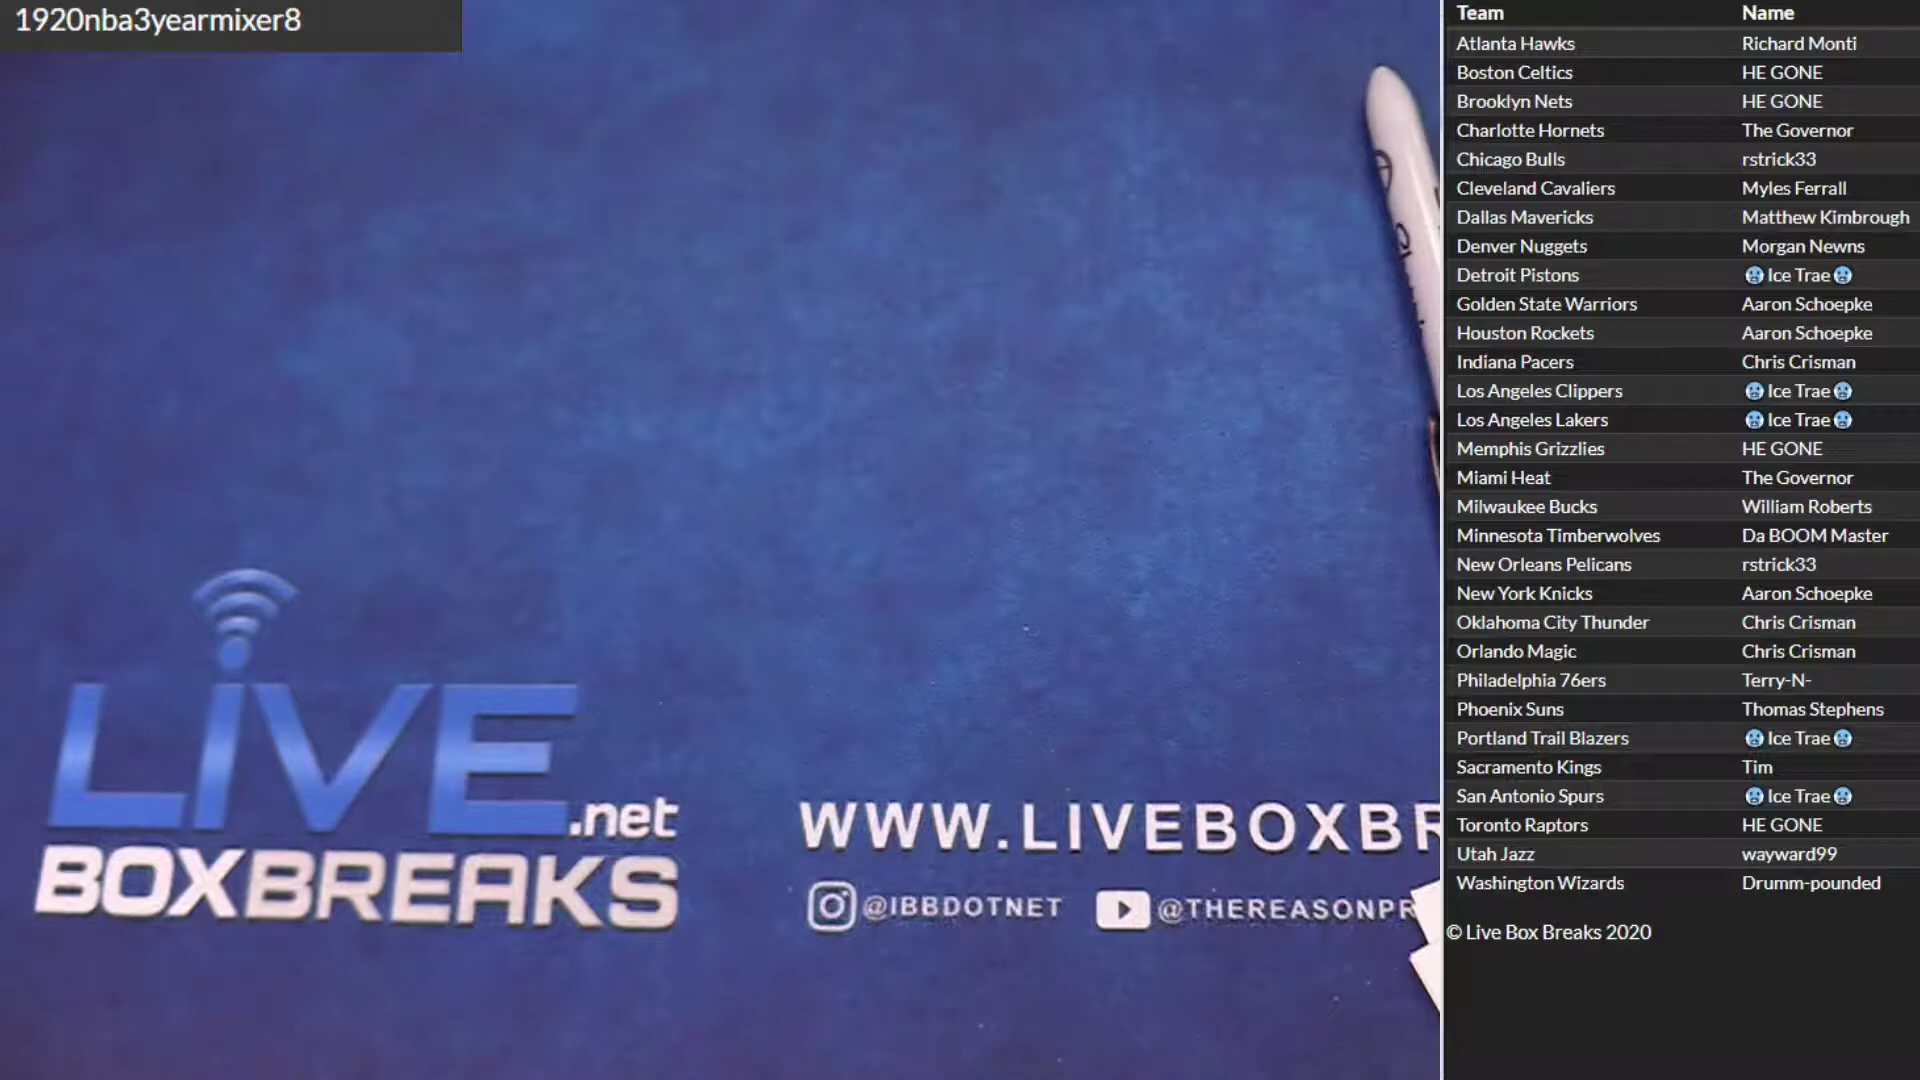 1920nba3yearmixer8
LIVE.net
BOXBREAKS
WWW.LIVEBOXBR
@IBBDOTNET @THEREASONPR
Team Name
Atlanta Hawks Richard Monti
Boston Celtics HE GONE
Brooklyn Nets HE GONE
Charlotte Hornets The Governor
Chicago Bulls rstrick33
Cleveland Cavaliers Myles Ferrall
Dallas Mavericks Matthew Kimbrough
Denver Nuggets Morgan Newns
Detroit Pistons 🥶Ice Trae🥶
Golden State Warriors Aaron Schoepke
Houston Rockets Aaron Schoepke
Indiana Pacers Chris Crisman
Los Angeles Clippers 🥶Ice Trae🥶
Los Angeles Lakers 🥶Ice Trae🥶
Memphis Grizzlies HE GONE
Miami Heat The Governor
Milwaukee Bucks William Roberts
Minnesota Timberwolves Da BOOM Master
New Orleans Pelicans rstrick33
New York Knicks Aaron Schoepke
Oklahoma City Thunder Chris Crisman
Orlando Magic Chris Crisman
Philadelphia 76ers Terry-N-
Phoenix Suns Thomas Stephens
Portland Trail Blazers 🥶Ice Trae🥶
Sacramento Kings Tim
San Antonio Spurs 🥶Ice Trae🥶
Toronto Raptors HE GONE
Utah Jazz wayward99
Washington Wizards Drumm-pounded
© Live Box Breaks 2020